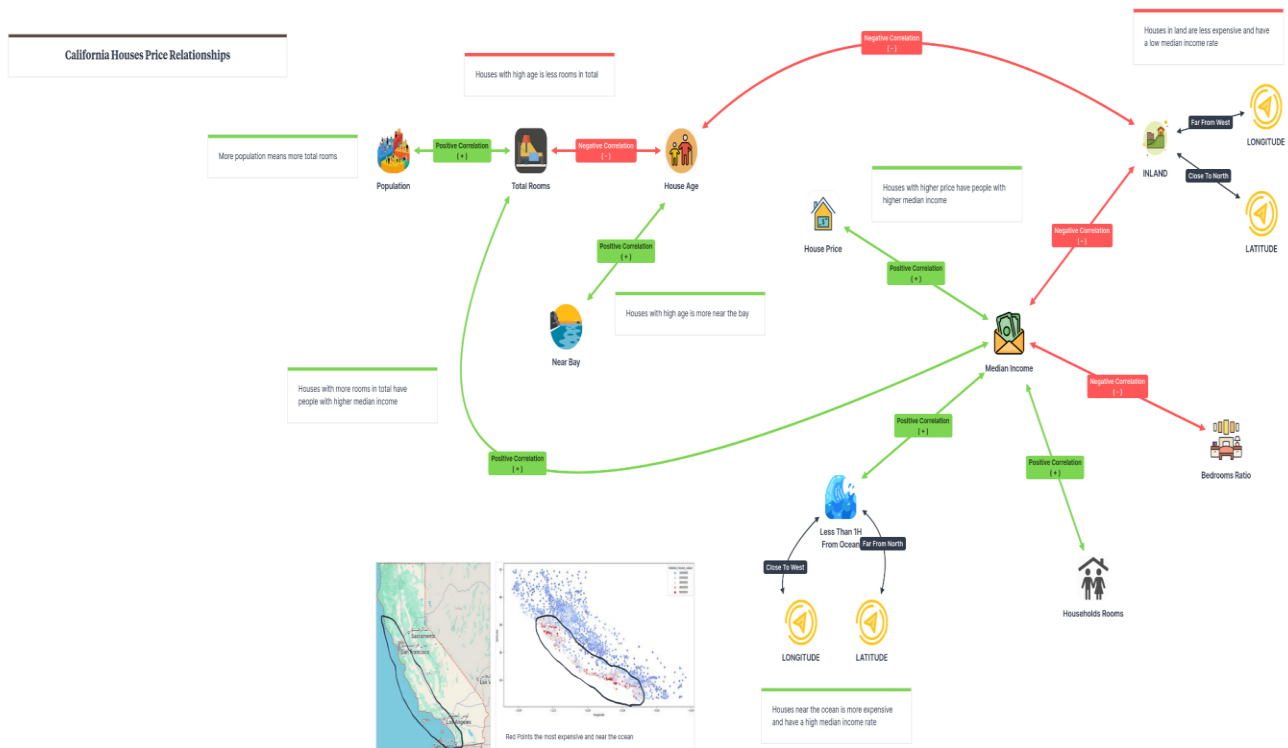 California Houses Price Relationships
Houses with high age is less rooms in total
Negative Correlation
( - )
Houses in land are less expensive and have
a low median income rate
More population means more total rooms
Population
Positive Correlation
( + )
Total Rooms
Negative Correlation
( - )
House Age
Far From West
LONGITUDE
INLAND
Close To North
LATITUDE
Houses with higher price have people with
higher median income
House Price
Negative Correlation
( - )
Positive Correlation
( + )
Positive Correlation
( + )
Houses with high age is more near the bay
Near Bay
Median Income
Houses with more rooms in total have
people with higher median income
Negative Correlation
( - )
Bedrooms Ratio
Positive Correlation
( + )
Positive Correlation
( + )
Positive Correlation
( + )
Less Than 1H
From Ocean
Far From North
Close To West
LONGITUDE
LATITUDE
Households Rooms
Sacramento
San Francisco
Los Angeles
Red Points the most expensive and near the ocean
Houses near the ocean is more expensive
and have a high median income rate